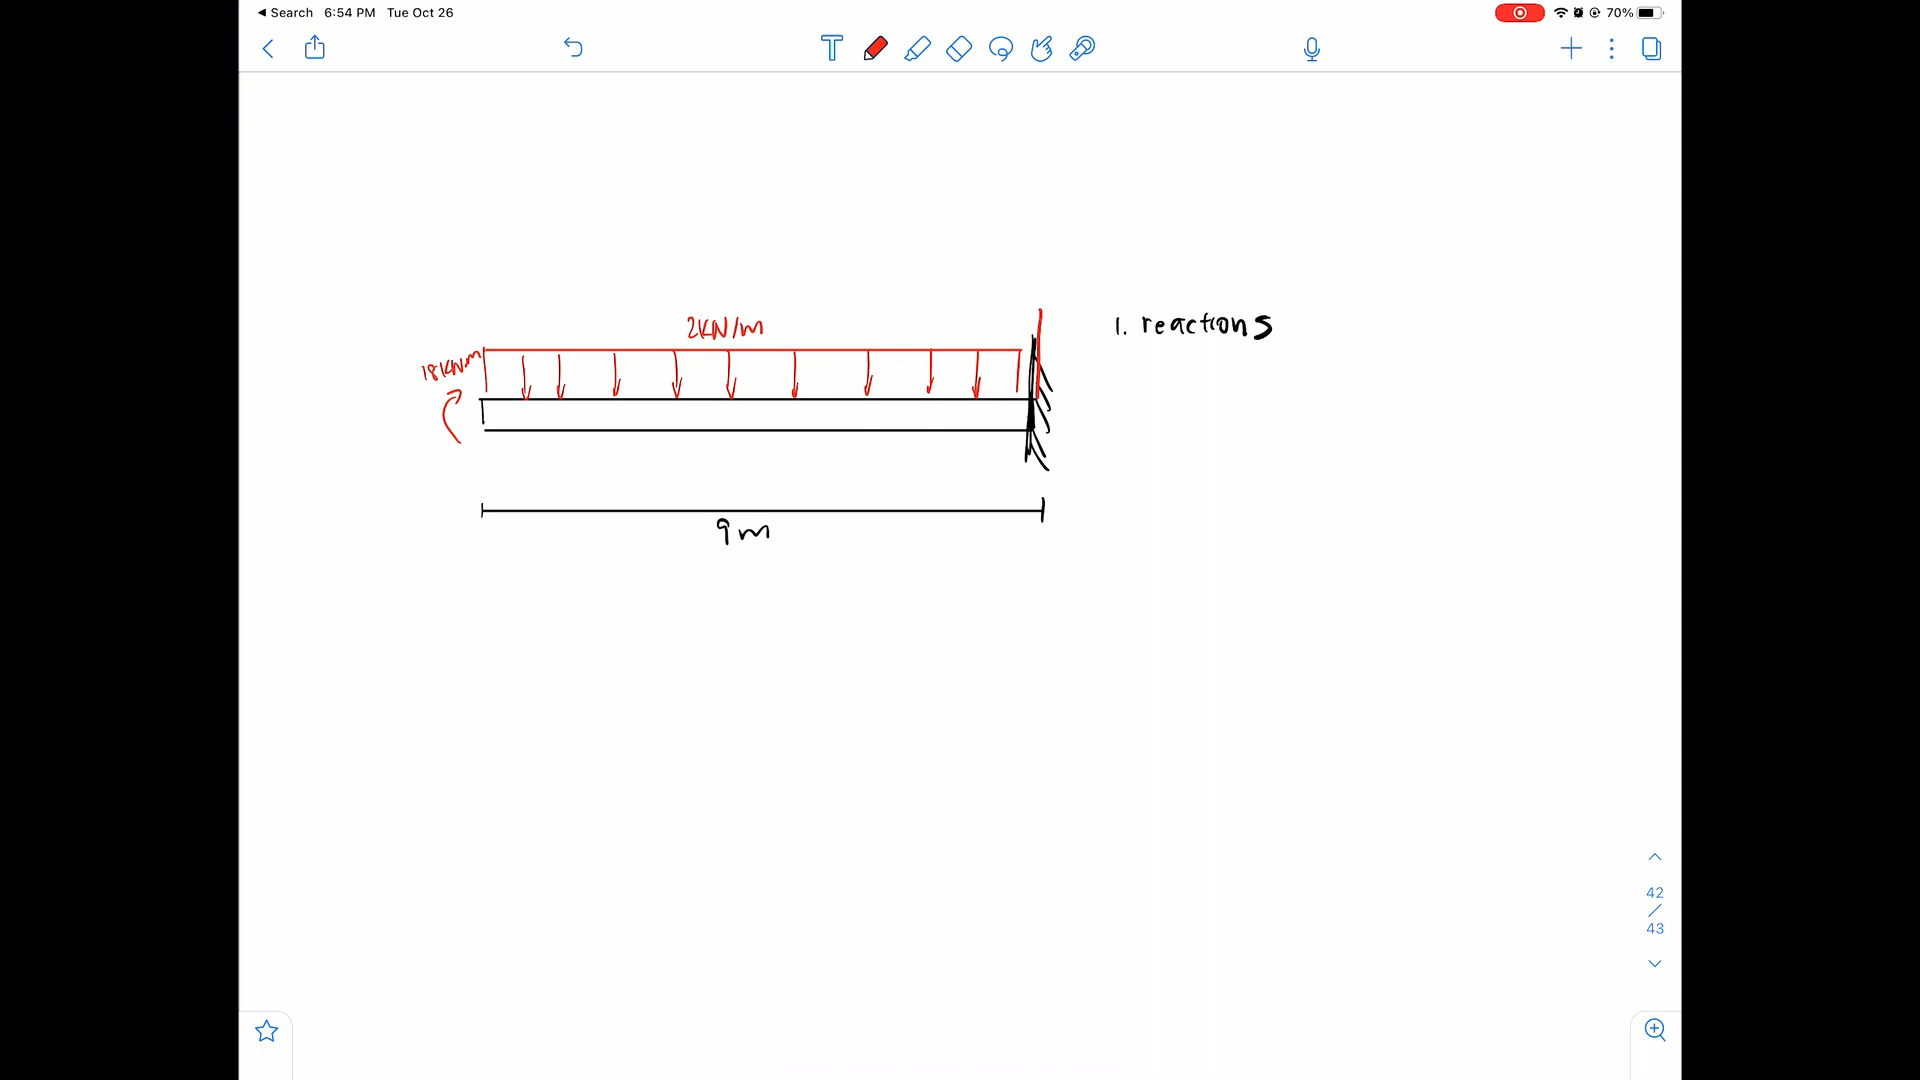 ◀ Search 6:54 PM Tue Oct 26
70%
T
2KN/m
1. reactions
18KN.m
9m
42
/
43